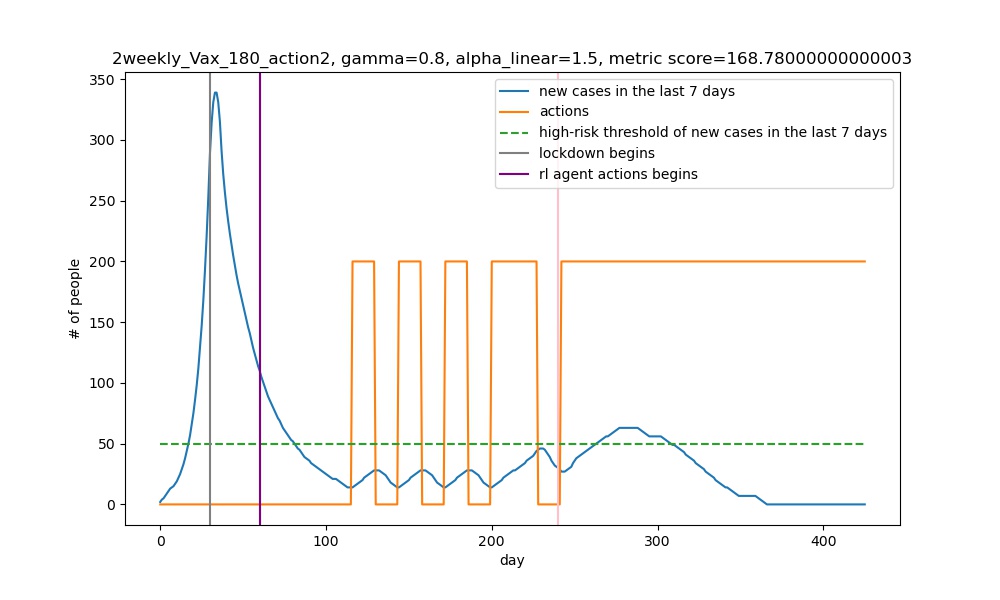 2weekly_Vax_180_action2, gamma=0.8, alpha_linear=1.5, metric score=168.78000000000003
350
300
250
200
150
100
50
0
# of people
new cases in the last 7 days
actions
high-risk threshold of new cases in the last 7 days
lockdown begins
rl agent actions begins
0 100 200 300 400
day